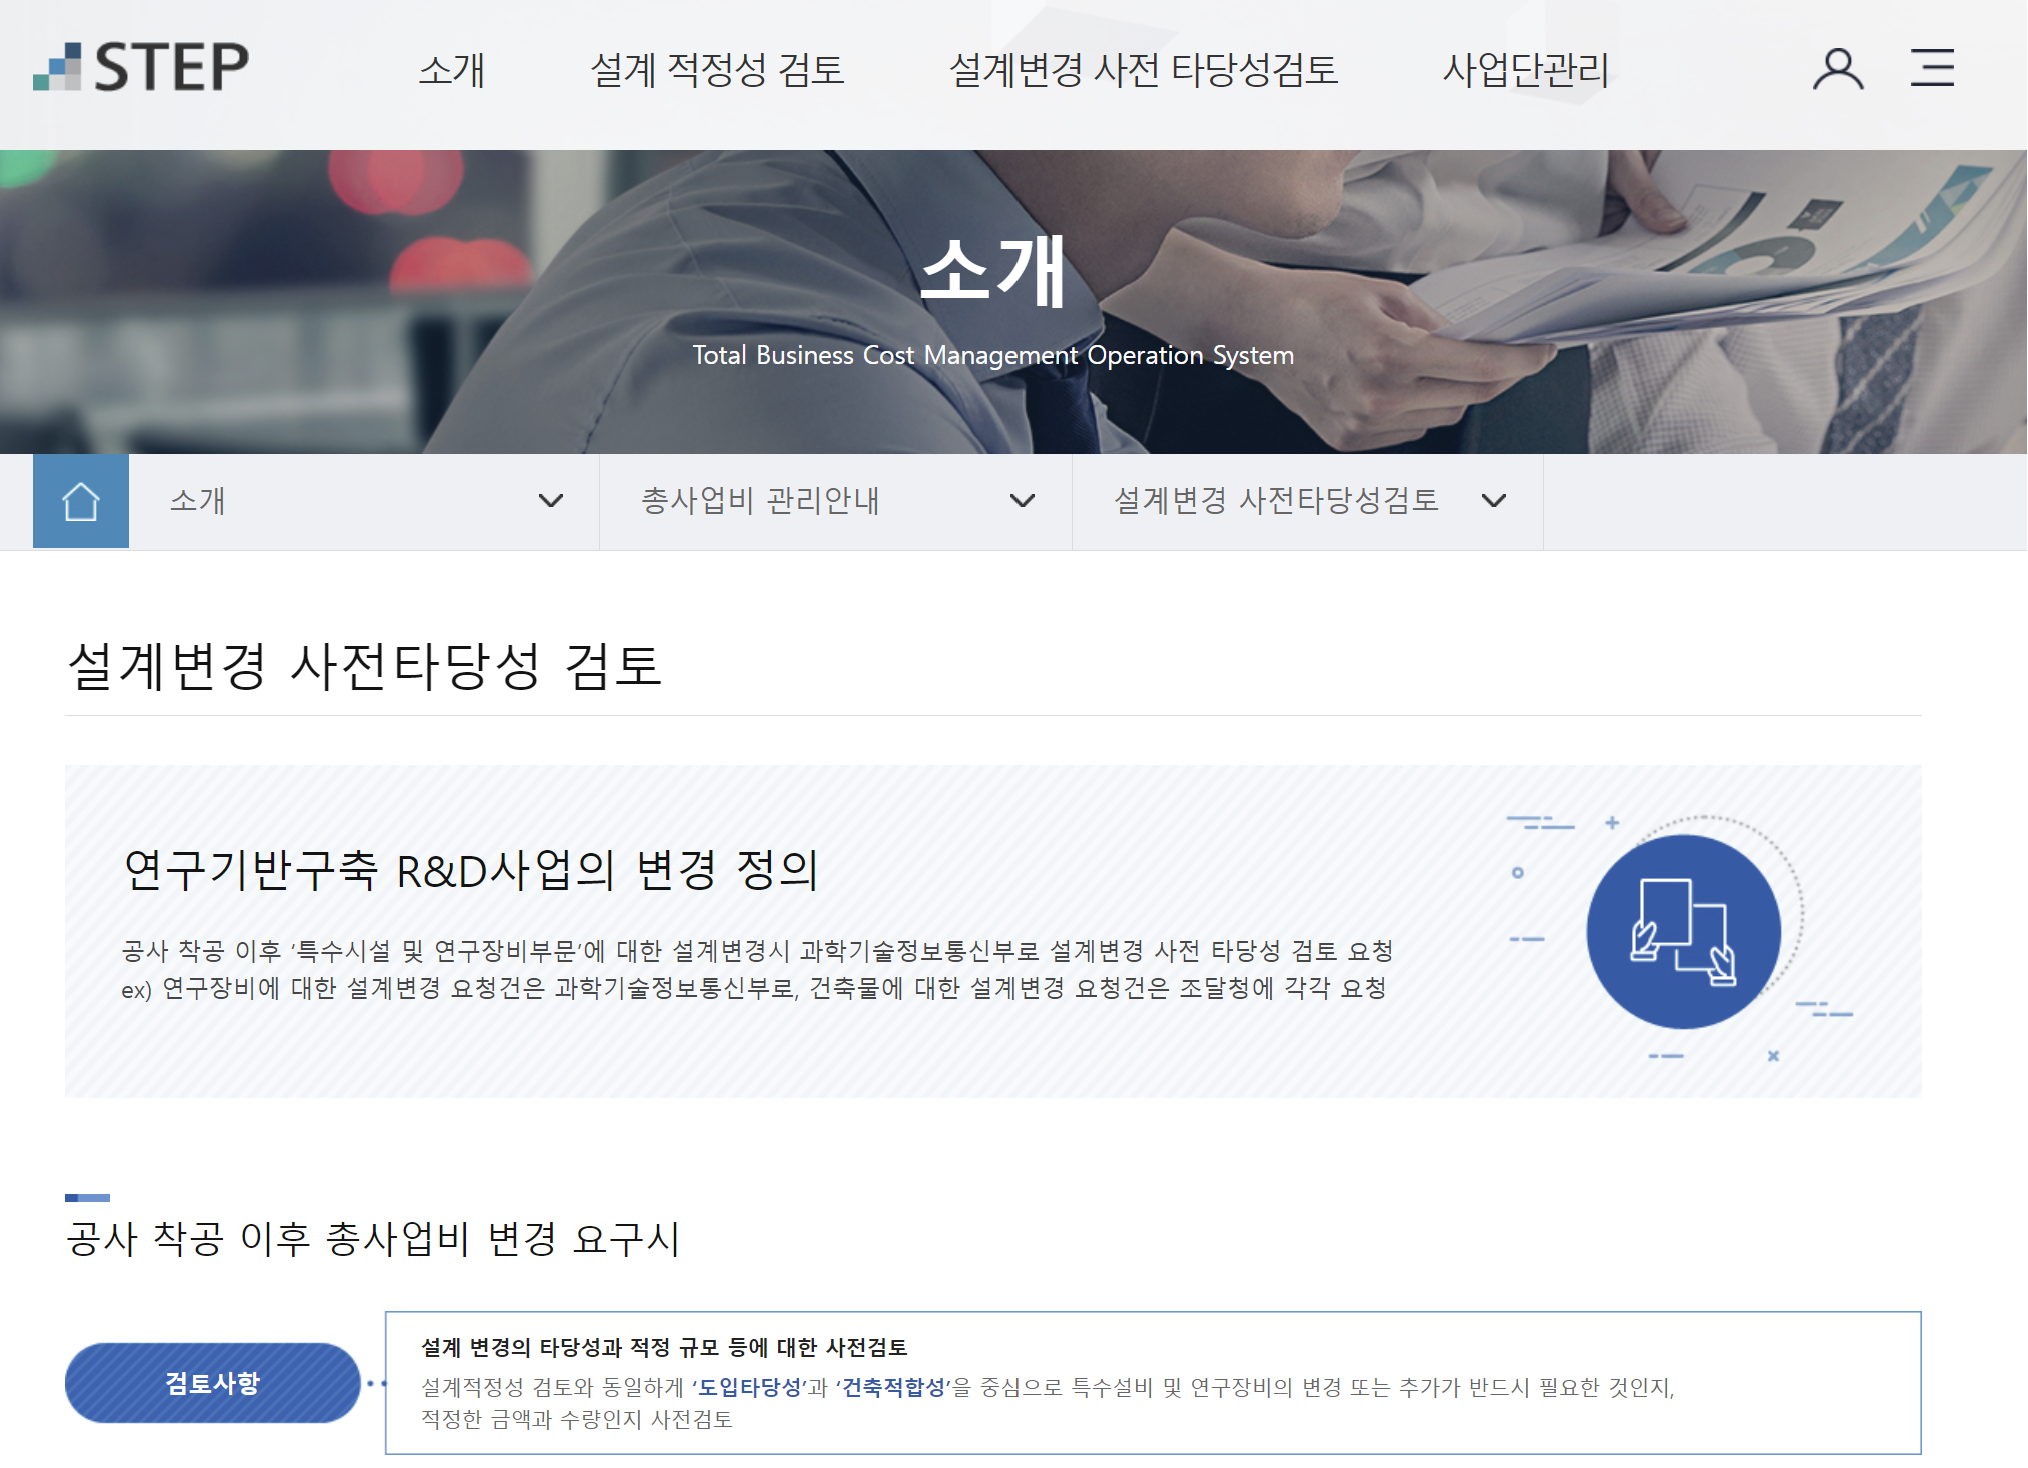 STEP
소개
설계 적정성 검토
설계변경 사전 타당성검토
사업단관리
소개
Total Business Cost Management Operation System
소개
총사업비 관리안내
설계변경 사전타당성검토
설계변경 사전타당성 검토
연구기반구축 R&D사업의 변경 정의
공사 착공 이후 ‘특수시설 및 연구장비부문’에 대한 설계변경시 과학기술정보통신부로 설계변경 사전 타당성 검토 요청
ex) 연구장비에 대한 설계변경 요청건은 과학기술정보통신부로, 건축물에 대한 설계변경 요청건은 조달청에 각각 요청
공사 착공 이후 총사업비 변경 요구시
검토사항
설계 변경의 타당성과 적정 규모 등에 대한 사전검토
설계적정성 검토와 동일하게 ‘도입타당성’과 ‘건축적합성’을 중심으로 특수설비 및 연구장비의 변경 또는 추가가 반드시 필요한 것인지,
적정한 금액과 수량인지 사전검토